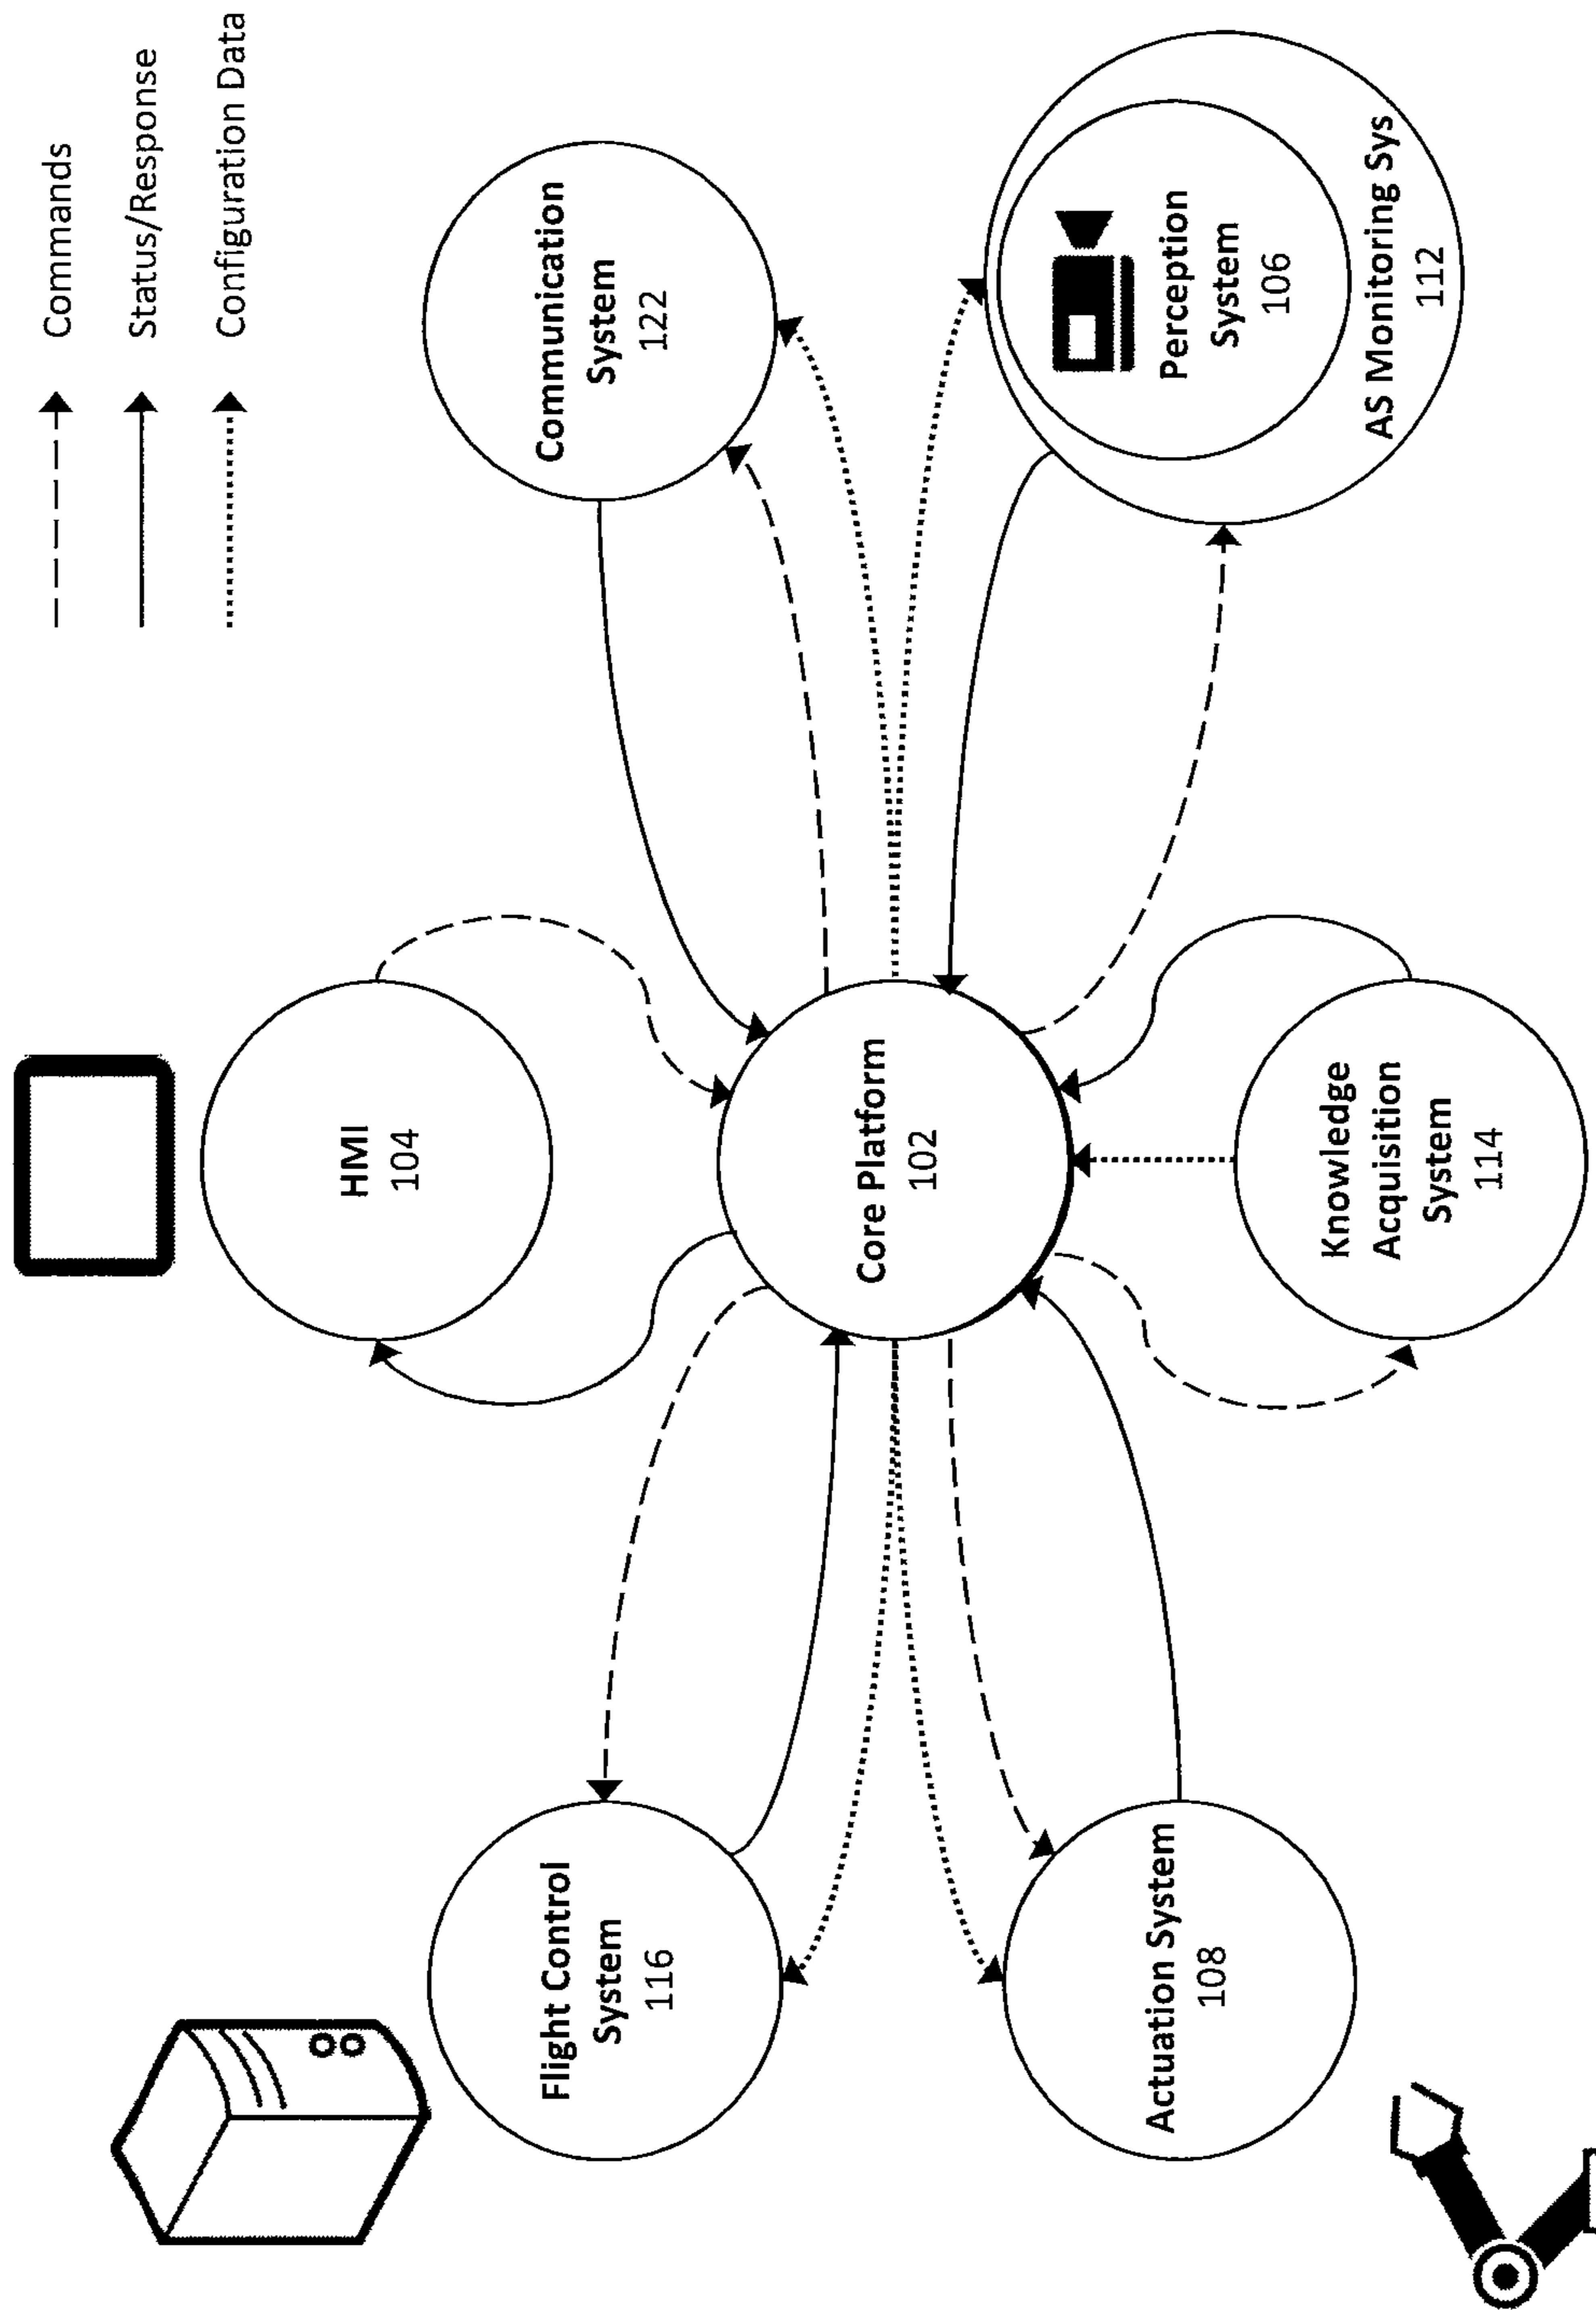 Commands
Status/Response
Configuration Data
HMI
104
Flight Control
System
116
Communication
System
122
Core Platform
102
Actuation System
108
Knowledge
Acquisition
System
114
Perception
System
106
AS Monitoring Sys
112